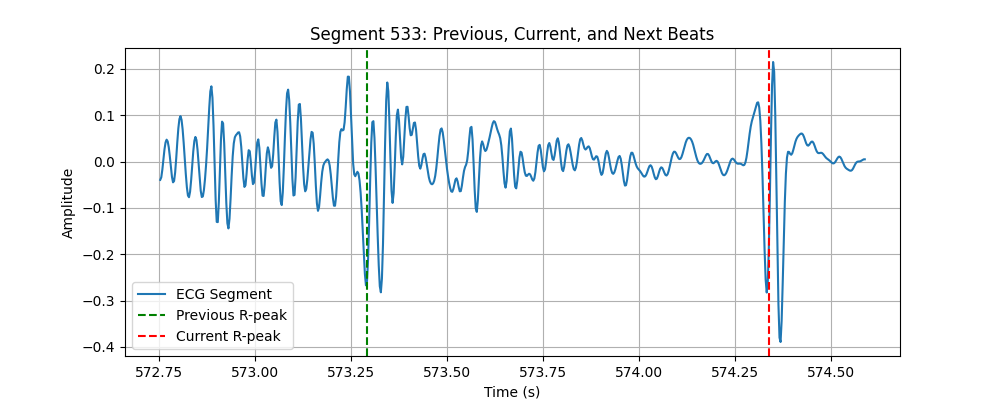 Segment 533: Previous, Current, and Next Beats
0.2
0.1
0.0
−0.1
−0.2
−0.3
−0.4
Amplitude
ECG Segment
Previous R-peak
Current R-peak
572.75 573.00 573.25 573.50 573.75 574.00 574.25 574.50
Time (s)